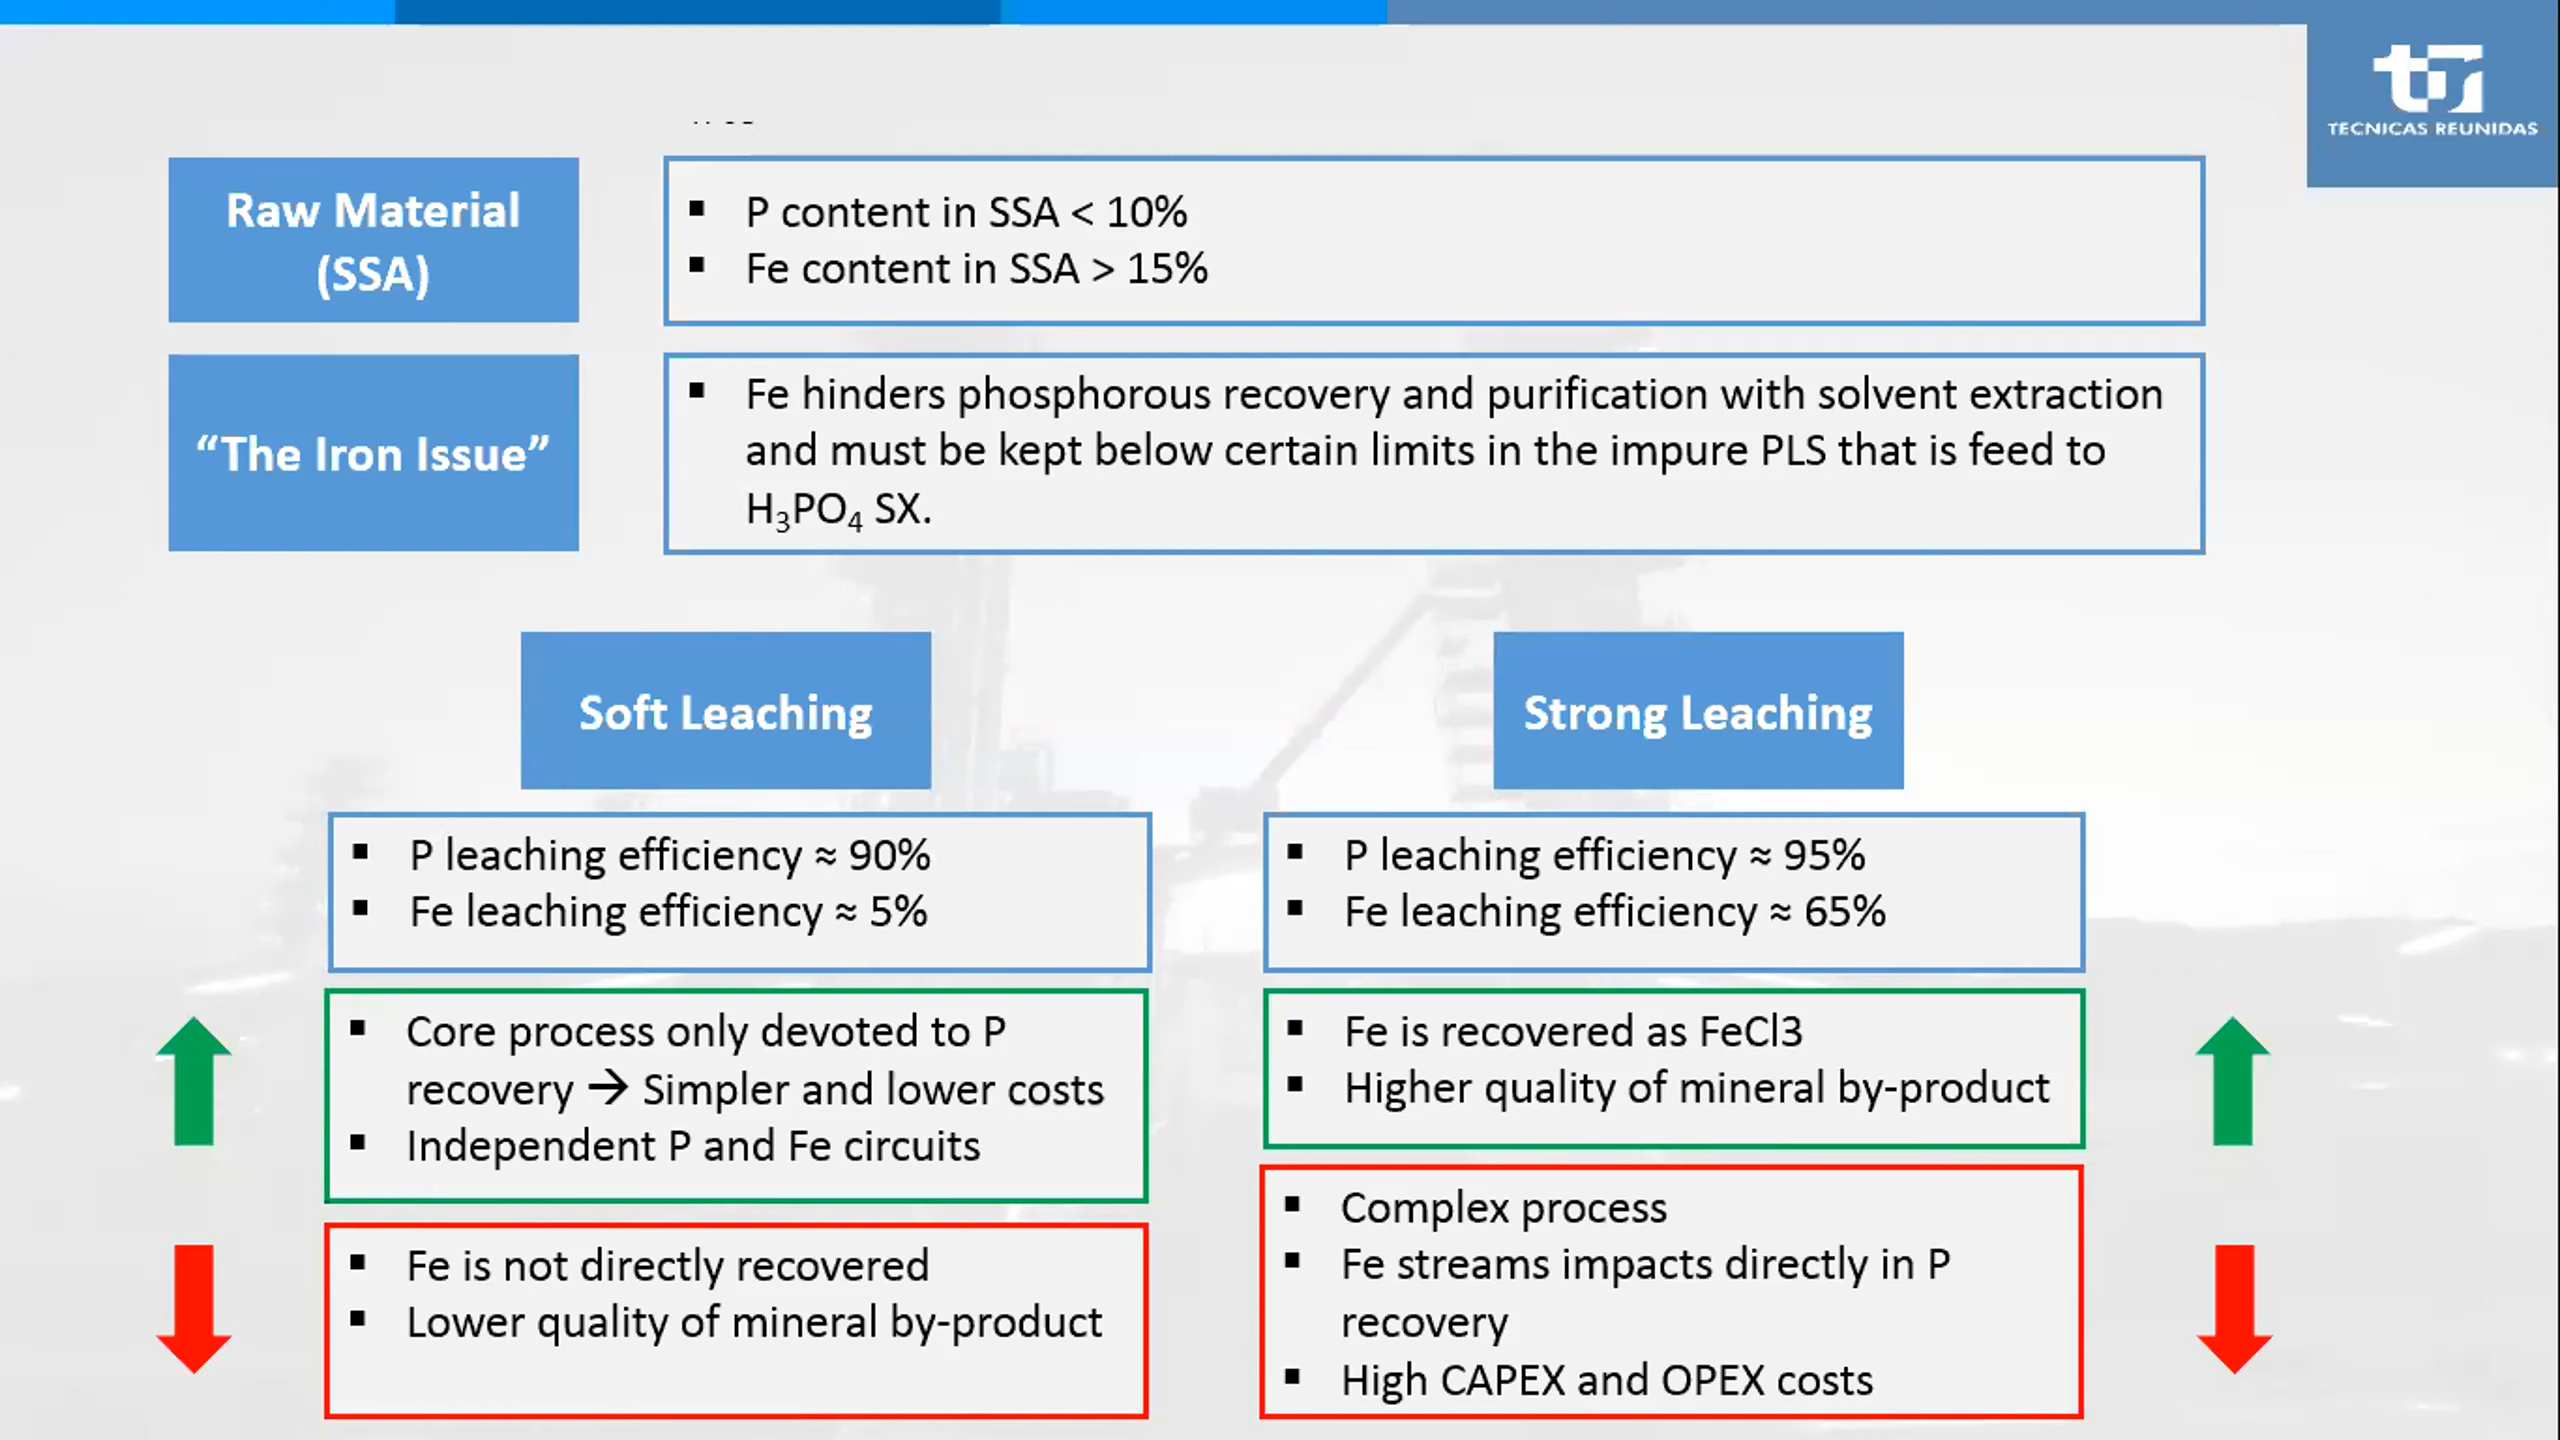 TECNICAS REUNIDAS
Raw Material
(SSA)
▪ P content in SSA < 10%
▪ Fe content in SSA > 15%
“The Iron Issue”
▪ Fe hinders phosphorous recovery and purification with solvent extraction
and must be kept below certain limits in the impure PLS that is feed to
H₃PO₄ SX.
Soft Leaching
▪ P leaching efficiency ≈ 90%
▪ Fe leaching efficiency ≈ 5%
▪ Core process only devoted to P
recovery → Simpler and lower costs
▪ Independent P and Fe circuits
▪ Fe is not directly recovered
▪ Lower quality of mineral by-product
Strong Leaching
▪ P leaching efficiency ≈ 95%
▪ Fe leaching efficiency ≈ 65%
▪ Fe is recovered as FeCl3
▪ Higher quality of mineral by-product
▪ Complex process
▪ Fe streams impacts directly in P
recovery
▪ High CAPEX and OPEX costs